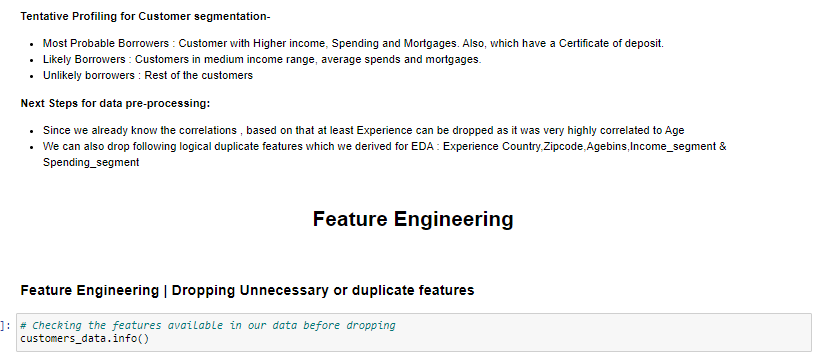 Tentative Profiling for Customer segmentation-
• Most Probable Borrowers : Customer with Higher income, Spending and Mortgages. Also, which have a Certificate of deposit.
• Likely Borrowers : Customers in medium income range, average spends and mortgages.
• Unlikely borrowers : Rest of the customers
Next Steps for data pre-processing:
• Since we already know the correlations , based on that at least Experience can be dropped as it was very highly correlated to Age
• We can also drop following logical duplicate features which we derived for EDA : Experience Country,Zipcode,Agebins,Income_segment &
Spending_segment
Feature Engineering
Feature Engineering | Dropping Unnecessary or duplicate features
]: # Checking the features available in our data before dropping
customers_data.info()